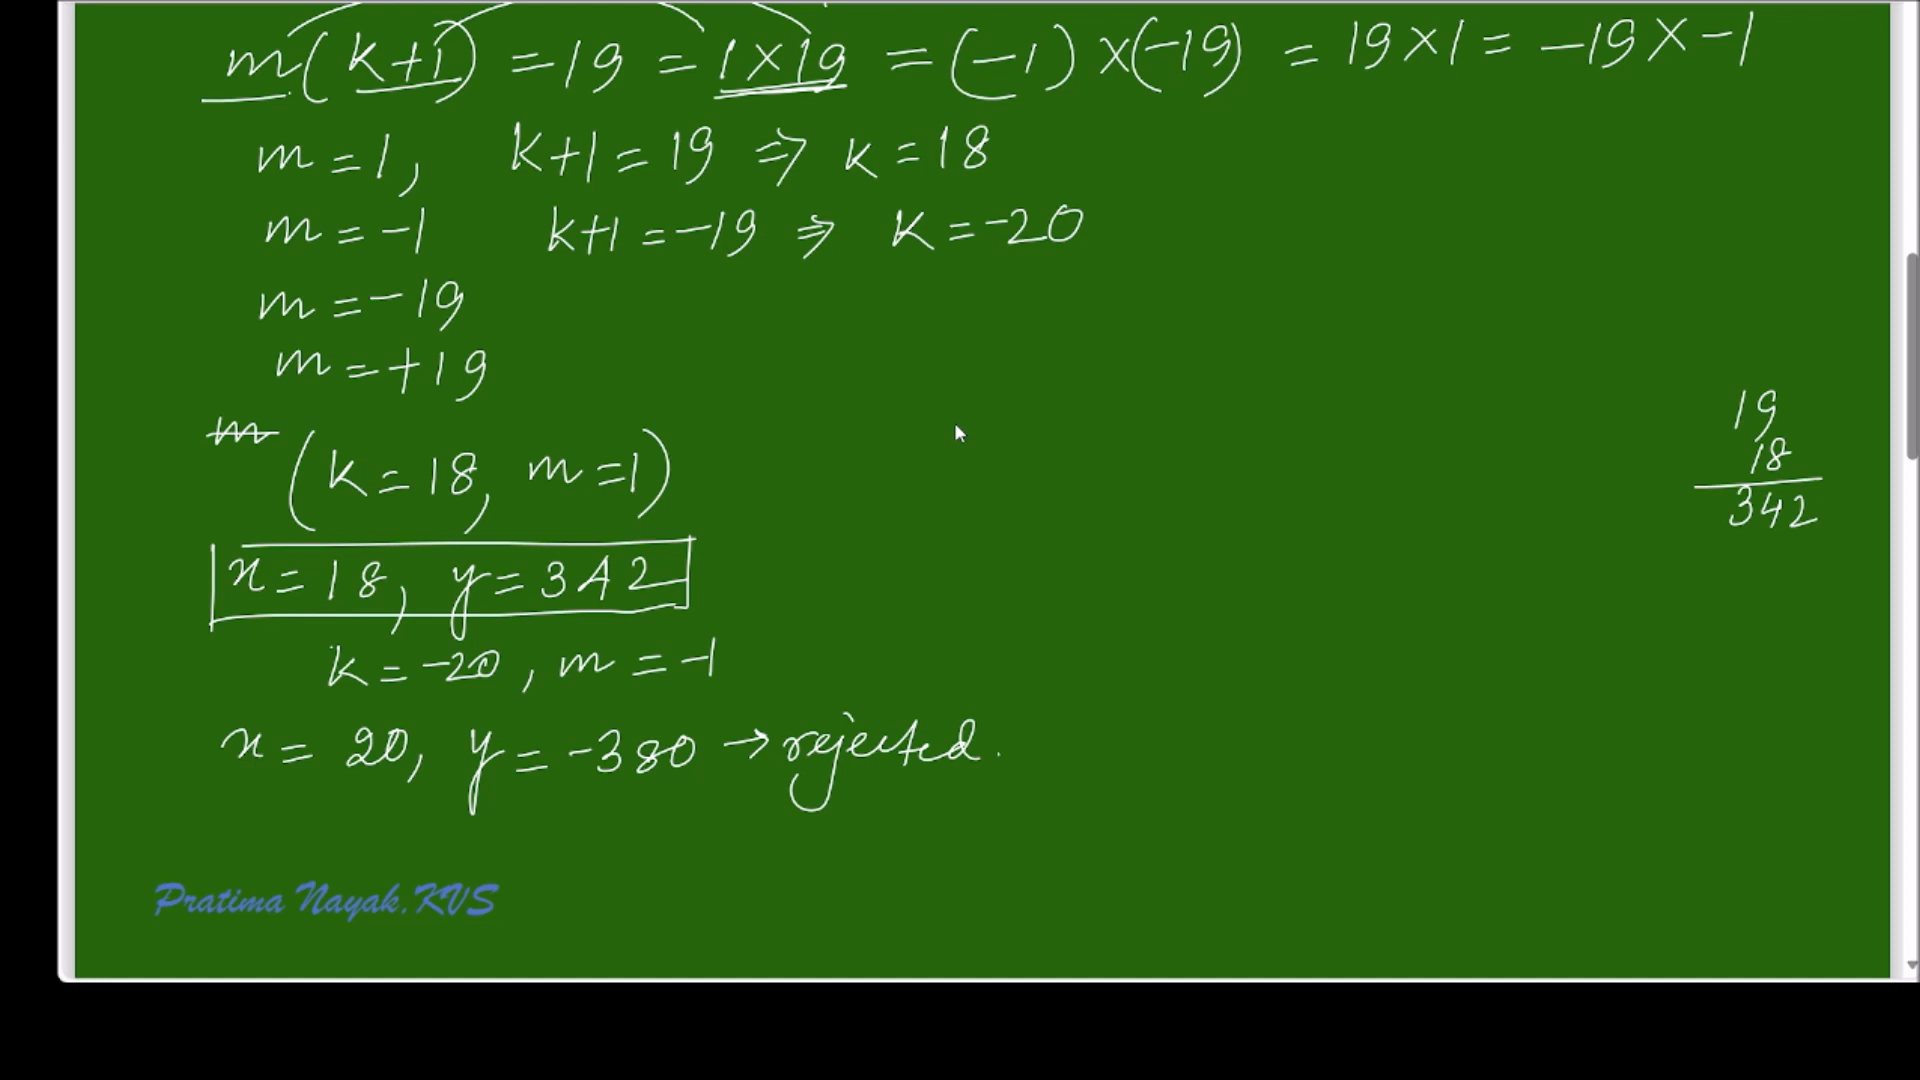 m(k+1) = 19 = 1×19 = (-1)×(-19) = 19×1 = -19×-1
m=1, k+1=19 ⇒ k=18
m=-1 k+1=-19 ⇒ k=-20
m=-19
m=+19
m
(k=18, m=1)
x=18, y=342
k=-20, m=-1
x=20, y=-380 → rejected.
19
18
342
Pratima Nayak.KVS